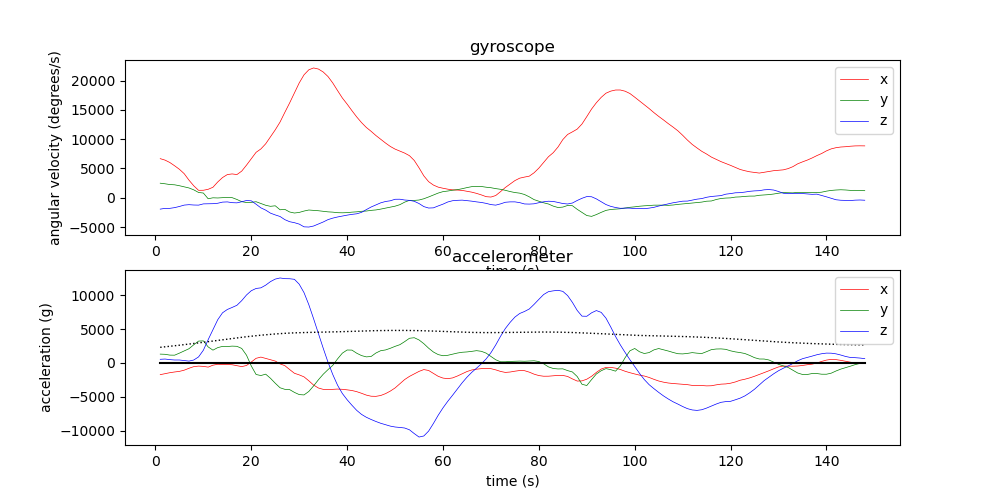 gyroscope
angular velocity (degrees/s)
20000
15000
10000
5000
0
−5000
x
y
z
0 20 40 60 80 100 120 140
time (s)
accelerometer
acceleration (g)
10000
5000
0
−5000
−10000
x
y
z
0 20 40 60 80 100 120 140
time (s)